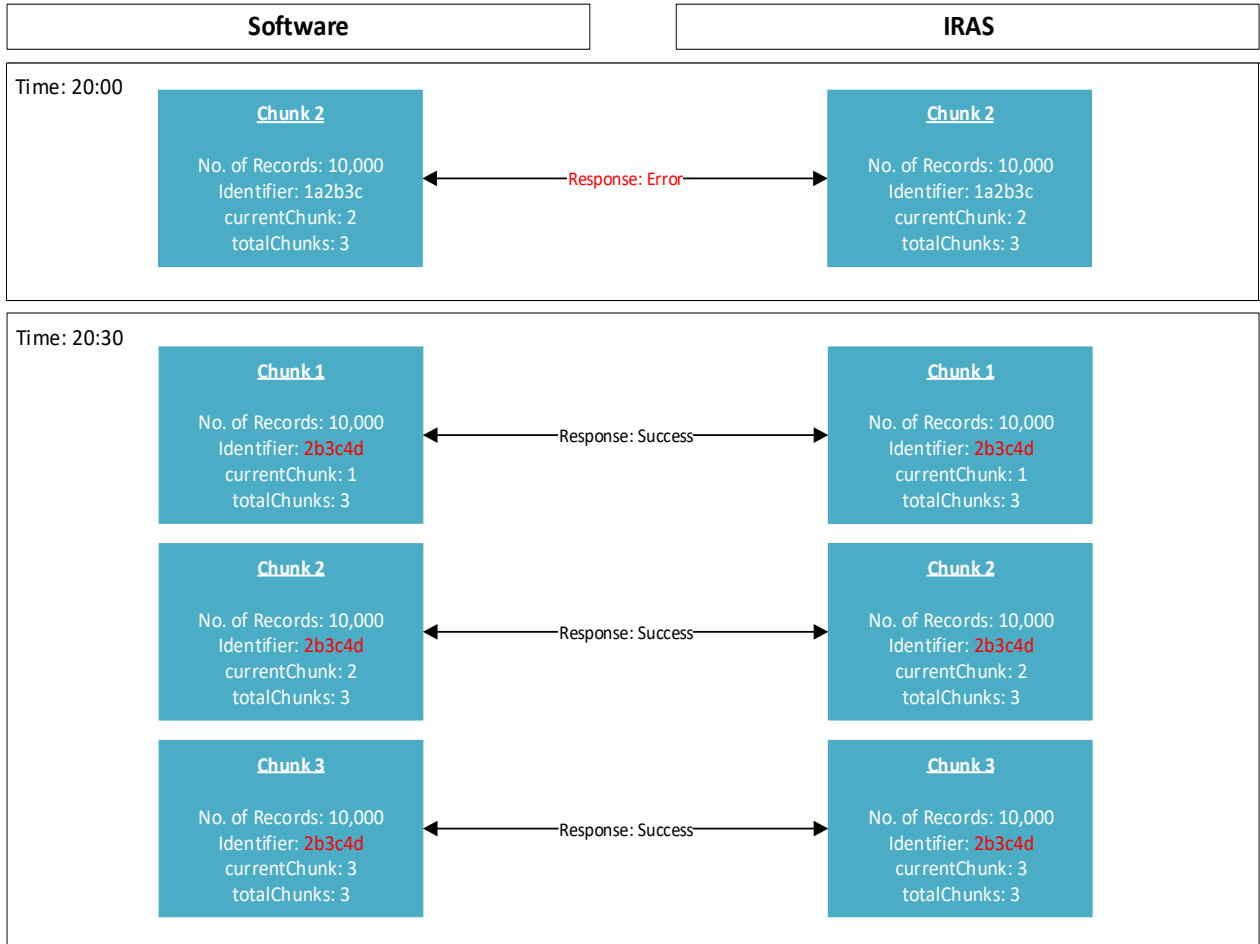 Software
IRAS
Time: 20:00
Chunk 2
No. of Records: 10,000
Identifier: 1a2b3c
currentChunk: 2
totalChunks: 3
Response: Error
Chunk 2
No. of Records: 10,000
Identifier: 1a2b3c
currentChunk: 2
totalChunks: 3
Time: 20:30
Chunk 1
No. of Records: 10,000
Identifier: 2b3c4d
currentChunk: 1
totalChunks: 3
Response: Success
Chunk 1
No. of Records: 10,000
Identifier: 2b3c4d
currentChunk: 1
totalChunks: 3
Chunk 2
No. of Records: 10,000
Identifier: 2b3c4d
currentChunk: 2
totalChunks: 3
Response: Success
Chunk 2
No. of Records: 10,000
Identifier: 2b3c4d
currentChunk: 2
totalChunks: 3
Chunk 3
No. of Records: 10,000
Identifier: 2b3c4d
currentChunk: 3
totalChunks: 3
Response: Success
Chunk 3
No. of Records: 10,000
Identifier: 2b3c4d
currentChunk: 3
totalChunks: 3